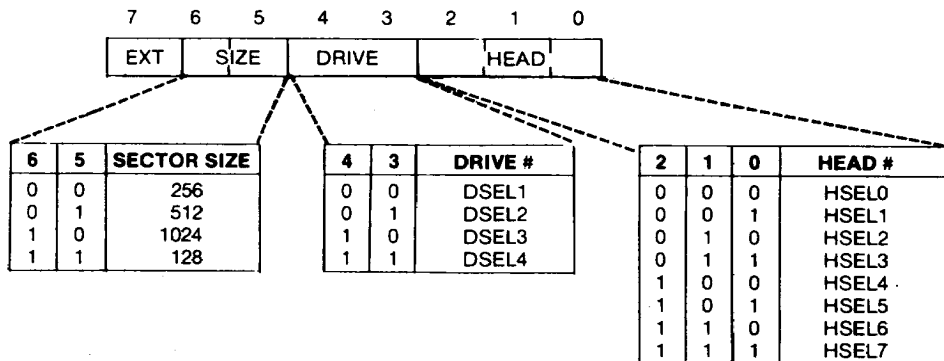 7 6 5 4 3 2 1 0
EXT SIZE DRIVE HEAD
6 5 SECTOR SIZE
0 0 256
0 1 512
1 0 1024
1 1 128
4 3 DRIVE #
0 0 DSEL1
0 1 DSEL2
1 0 DSEL3
1 1 DSEL4
2 1 0 HEAD #
0 0 0 HSEL0
0 0 1 HSEL1
0 1 0 HSEL2
0 1 1 HSEL3
1 0 0 HSEL4
1 0 1 HSEL5
1 1 0 HSEL6
1 1 1 HSEL7